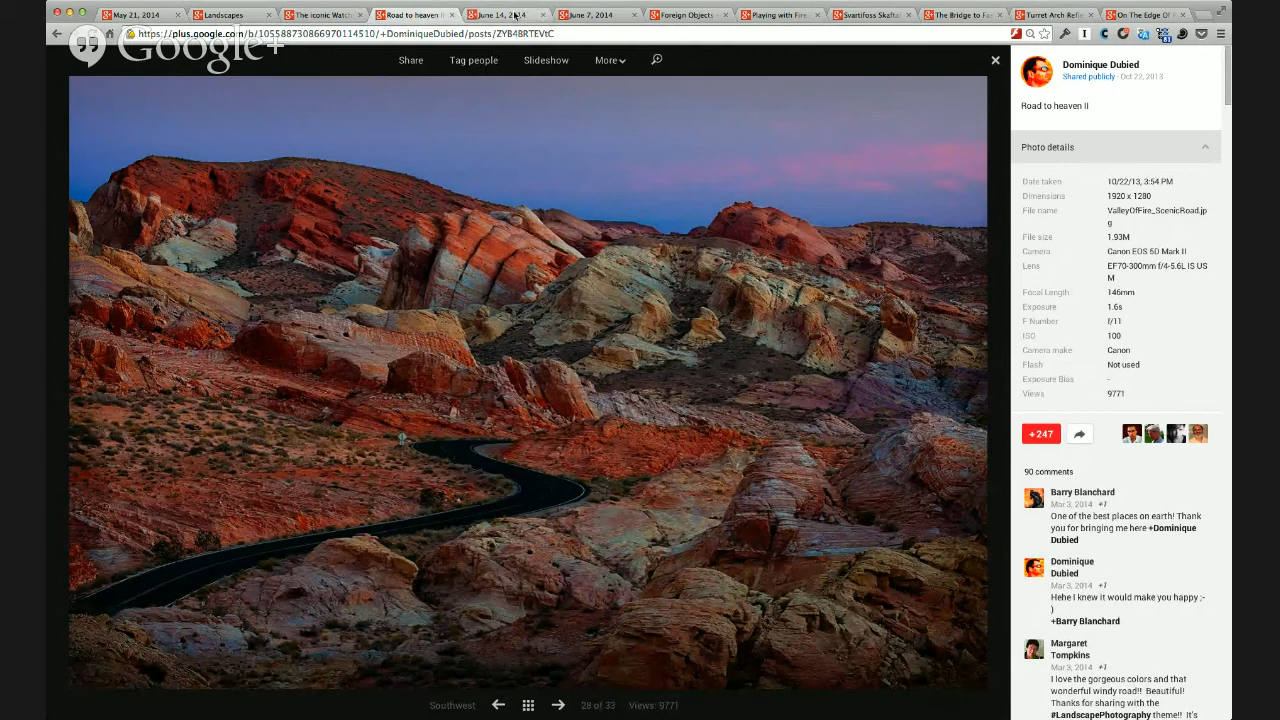 May 21, 2014
Landscapes
The iconic Watch
Road to heaven II
June 14, 2014
June 7, 2014
Foreign Objects
Playing with Fire
Svartifoss Skafta
The Bridge to Fa
Turret Arch Refle
On The Edge Of
https://plus.google.com/b/105588730866970114510/+DominiqueDubied/posts/ZYB4BRTEVtC
81
Google+
Share
Tag people
Slideshow
More
Dominique Dubied
Shared publicly - Oct 22, 2013
Road to heaven II
Photo details
Date taken 10/22/13, 3:54 PM
Dimensions 1920 x 1280
File name ValleyOfFire_ScenicRoad.jp
g
File size 1.93M
Camera Canon EOS 5D Mark II
Lens EF70-300mm f/4-5.6L IS US
M
Focal Length 146mm
Exposure 1.6s
F Number f/11
ISO 100
Camera make Canon
Flash Not used
Exposure Bias -
Views 9771
+247
90 comments
Barry Blanchard
Mar 3, 2014 +1
One of the best places on earth! Thank
you for bringing me here +Dominique
Dubied
Dominique
Dubied
Mar 3, 2014 +1
Hehe I knew it would make you happy ;-
)
+Barry Blanchard
Margaret
Tompkins
Mar 3, 2014 +1
I love the gorgeous colors and that
wonderful windy road!! Beautiful!
Thanks for sharing with the
#LandscapePhotography theme!! It's
Southwest
28 of 33
Views: 9771